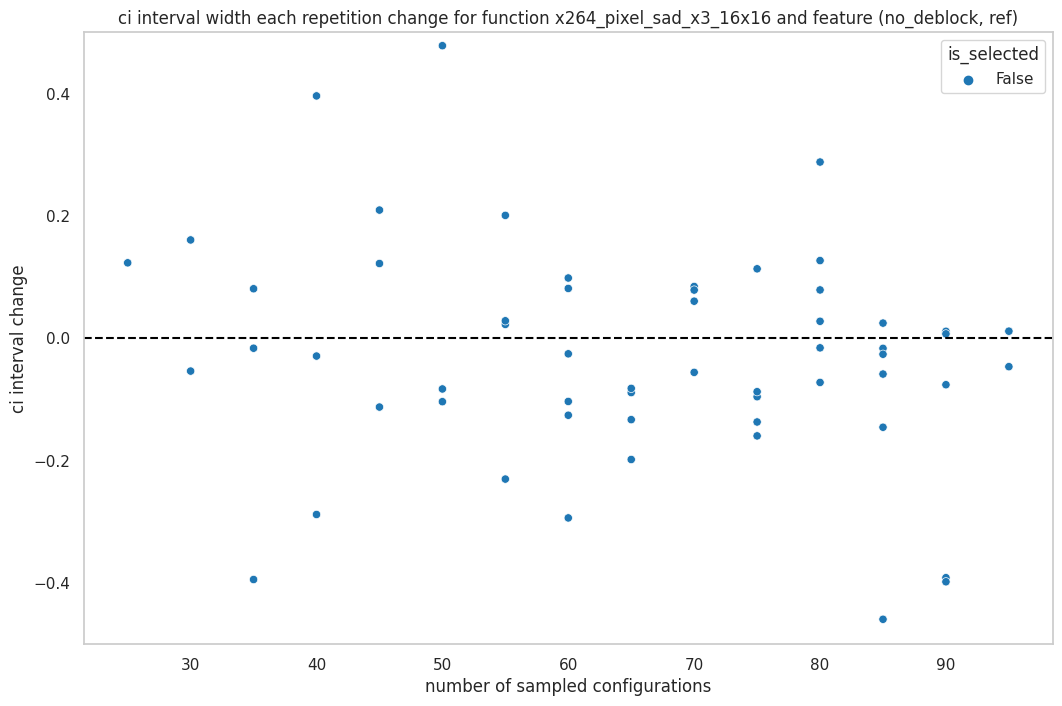 ci interval width each repetition change for function x264_pixel_sad_x3_16x16 and feature (no_deblock, ref)
is_selected
False
ci interval change
0.4
0.2
0.0
−0.2
−0.4
30 40 50 60 70 80 90
number of sampled configurations